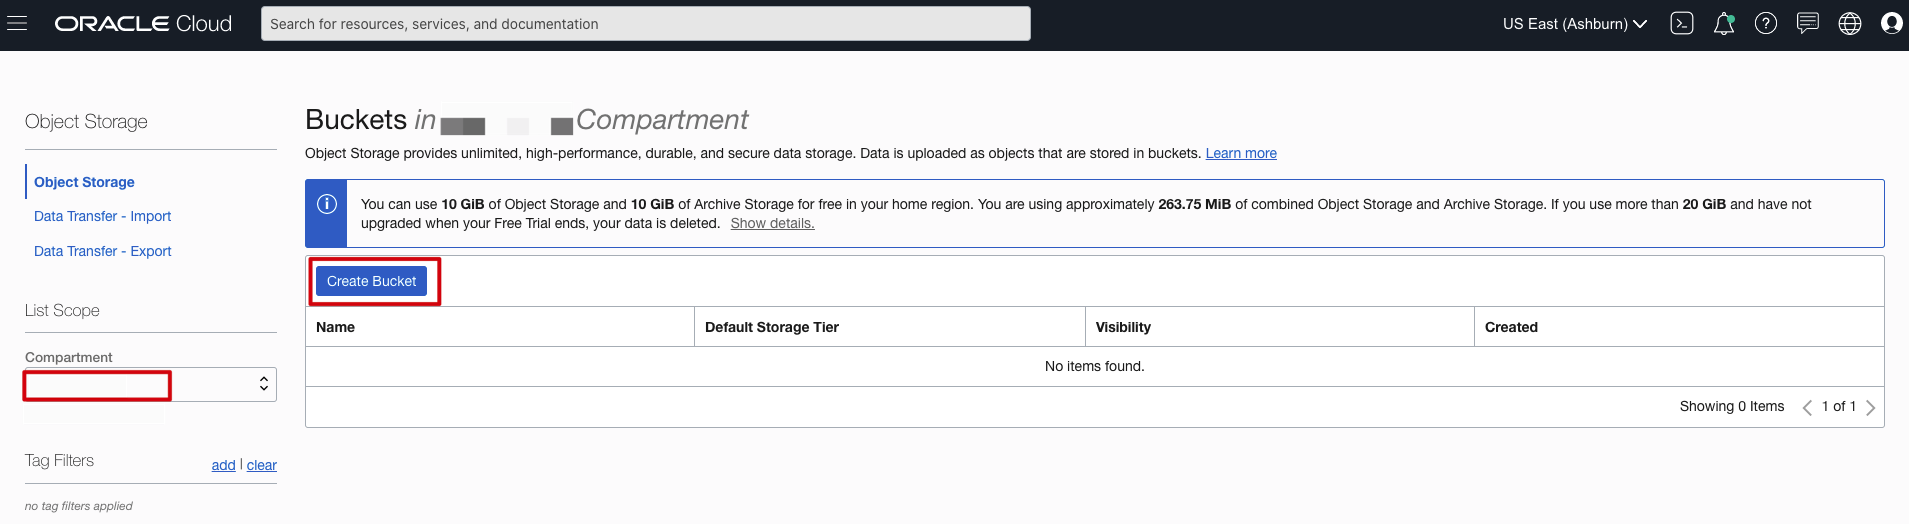 ORACLE Cloud
Search for resources, services, and documentation
US East (Ashburn)
Object Storage
Object Storage
Data Transfer - Import
Data Transfer - Export
List Scope
Compartment
Tag Filters
add | clear
no tag filters applied
Buckets in Compartment
Object Storage provides unlimited, high-performance, durable, and secure data storage. Data is uploaded as objects that are stored in buckets. Learn more
You can use 10 GiB of Object Storage and 10 GiB of Archive Storage for free in your home region. You are using approximately 263.75 MiB of combined Object Storage and Archive Storage. If you use more than 20 GiB and have not
upgraded when your Free Trial ends, your data is deleted. Show details.
Create Bucket
Name Default Storage Tier Visibility Created
No items found.
Showing 0 Items 1 of 1